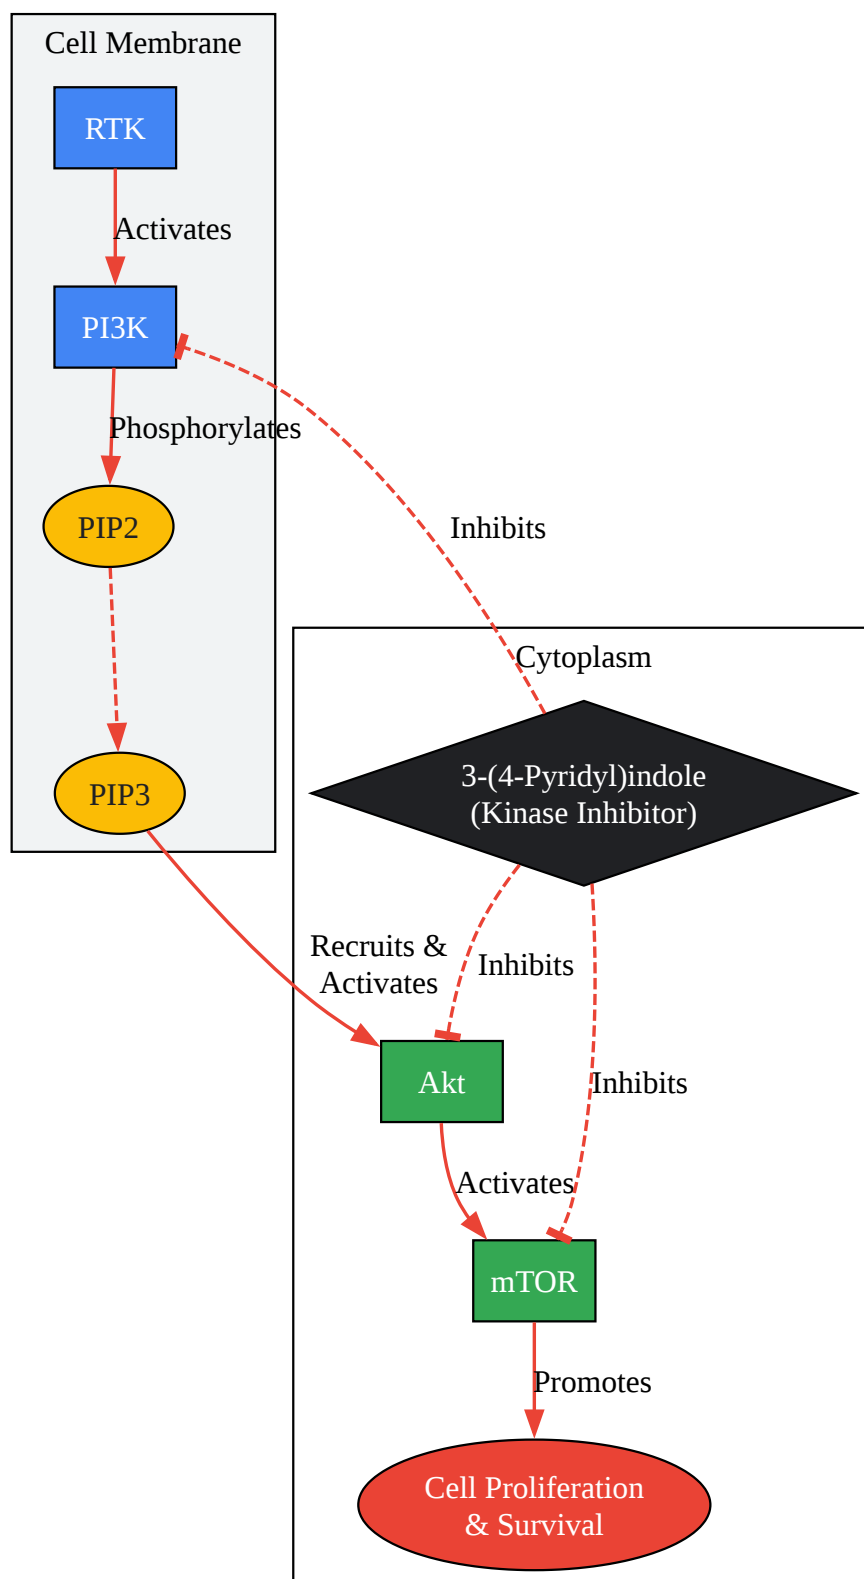 Cell Membrane
RTK
Activates
PI3K
Phosphorylates
PIP2
Inhibits
Cytoplasm
PIP3
3-(4-Pyridyl)indole
(Kinase Inhibitor)
Recruits &
Activates
Inhibits
Akt
Inhibits
Activates
mTOR
Promotes
Cell Proliferation
& Survival